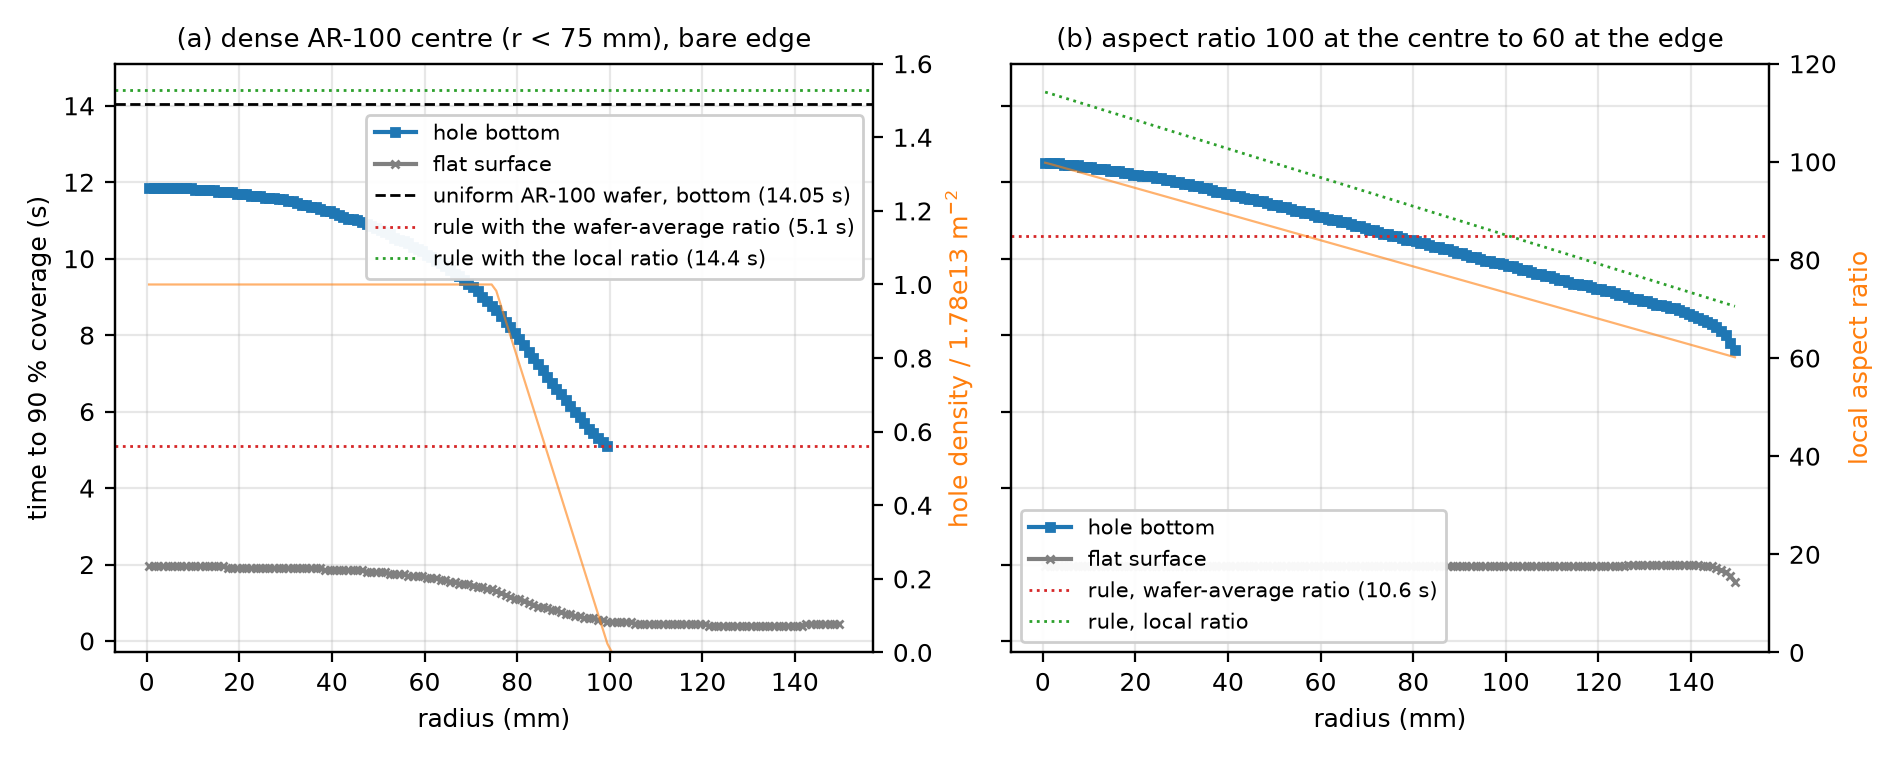 (a) dense AR-100 centre (r < 75 mm), bare edge
time to 90 % coverage (s)
14
12
10
8
6
4
2
0
hole bottom
flat surface
uniform AR-100 wafer, bottom (14.05 s)
rule with the wafer-average ratio (5.1 s)
rule with the local ratio (14.4 s)
1.6
1.4
1.2
1.0
0.8
0.6
0.4
0.2
0.0
hole density / 1.78e13 m⁻²
0 20 40 60 80 100 120 140
radius (mm)
(b) aspect ratio 100 at the centre to 60 at the edge
hole bottom
flat surface
rule, wafer-average ratio (10.6 s)
rule, local ratio
120
100
80
60
40
20
0
local aspect ratio
0 20 40 60 80 100 120 140
radius (mm)